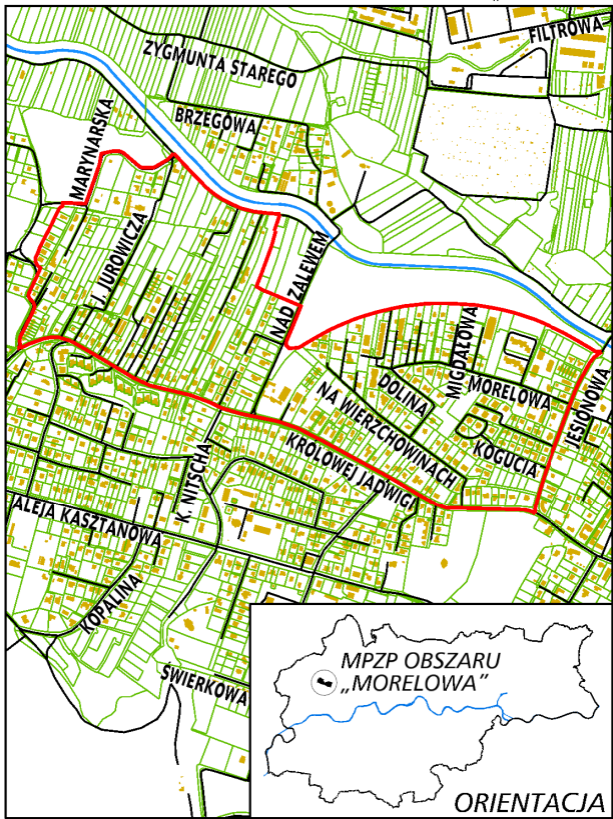 FILTROWA
ZYGMUNTA STAREGO
BRZEGOWA
MARYNARSKA
J. JUROWICZA
NAD ZALEWEM
MIGDAŁOWA
DOLINA
MORELOWA
NA WIERZCHOWINACH
JESIONOWA
KOGUCIA
KRÓLOWEJ JADWIGI
K. NITSCHA
ALEJA KASZTANOWA
KOPALINA
ŚWIERKOWA
MPZP OBSZARU
„MORELOWA”
ORIENTACJA